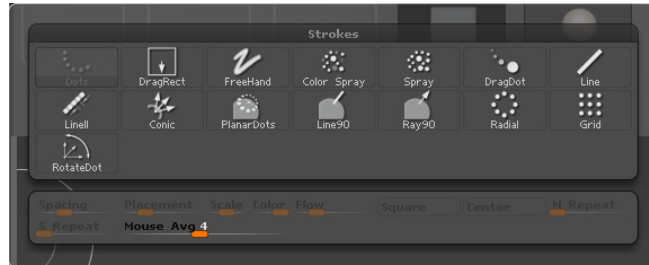 Strokes
Dots DragRect FreeHand Color Spray Spray DragDot Line
LineII Conic PlanarDots Line90 Ray90 Radial Grid
RotateDot
Spacing Placement Scale Color Flow Square Center M Repeat
S Repeat Mouse Avg 4